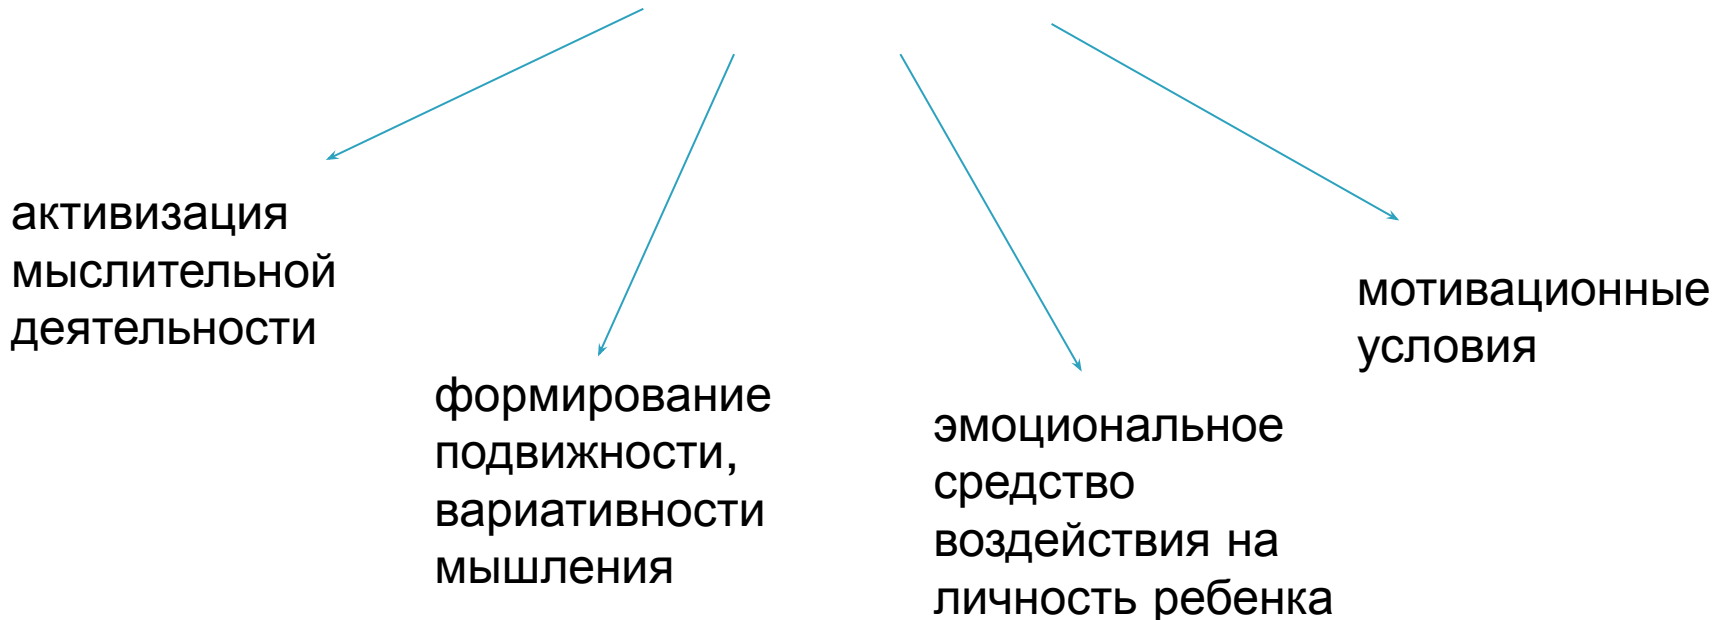 активизация
мыслительной
деятельности
формирование
подвижности,
вариативности
мышления
эмоциональное
средство
воздействия на
личность ребенка
мотивационные
условия